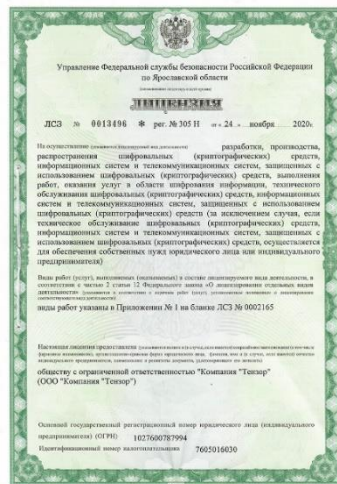 Управление Федеральной службы безопасности Российской Федерации
по Ярославской области
ЛИЦЕНЗИЯ
ЛСЗ № 0013496 * рег. № 305 Н от « 24 » ноября 2020г.
На осуществление разработки, производства,
распространения шифровальных (криптографических) средств,
информационных систем и телекоммуникационных систем, защищенных с
использованием шифровальных (криптографических) средств, выполнения
работ, оказания услуг в области шифрования информации, технического
обслуживания шифровальных (криптографических) средств, информационных
систем и телекоммуникационных систем, защищенных с использованием
шифровальных (криптографических) средств (за исключением случая, если
техническое обслуживание шифровальных (криптографических) средств,
информационных систем и телекоммуникационных систем, защищенных с
использованием шифровальных (криптографических) средств, осуществляется
для обеспечения собственных нужд юридического лица или индивидуального
предпринимателя)
Виды работ (услуг), выполняемых (оказываемых) в составе лицензируемого вида деятельности, в
соответствии с частью 2 статьи 12 Федерального закона «О лицензировании отдельных видов
деятельности»
виды работ указаны в Приложении № 1 на бланке ЛСЗ № 0002165
Настоящая лицензия предоставлена
обществу с ограниченной ответственностью "Компания "Тензор"
(ООО "Компания "Тензор")
Основной государственный регистрационный номер юридического лица (индивидуального
предпринимателя) (ОГРН) 1027600787994
Идентификационный номер налогоплательщика 7605016030